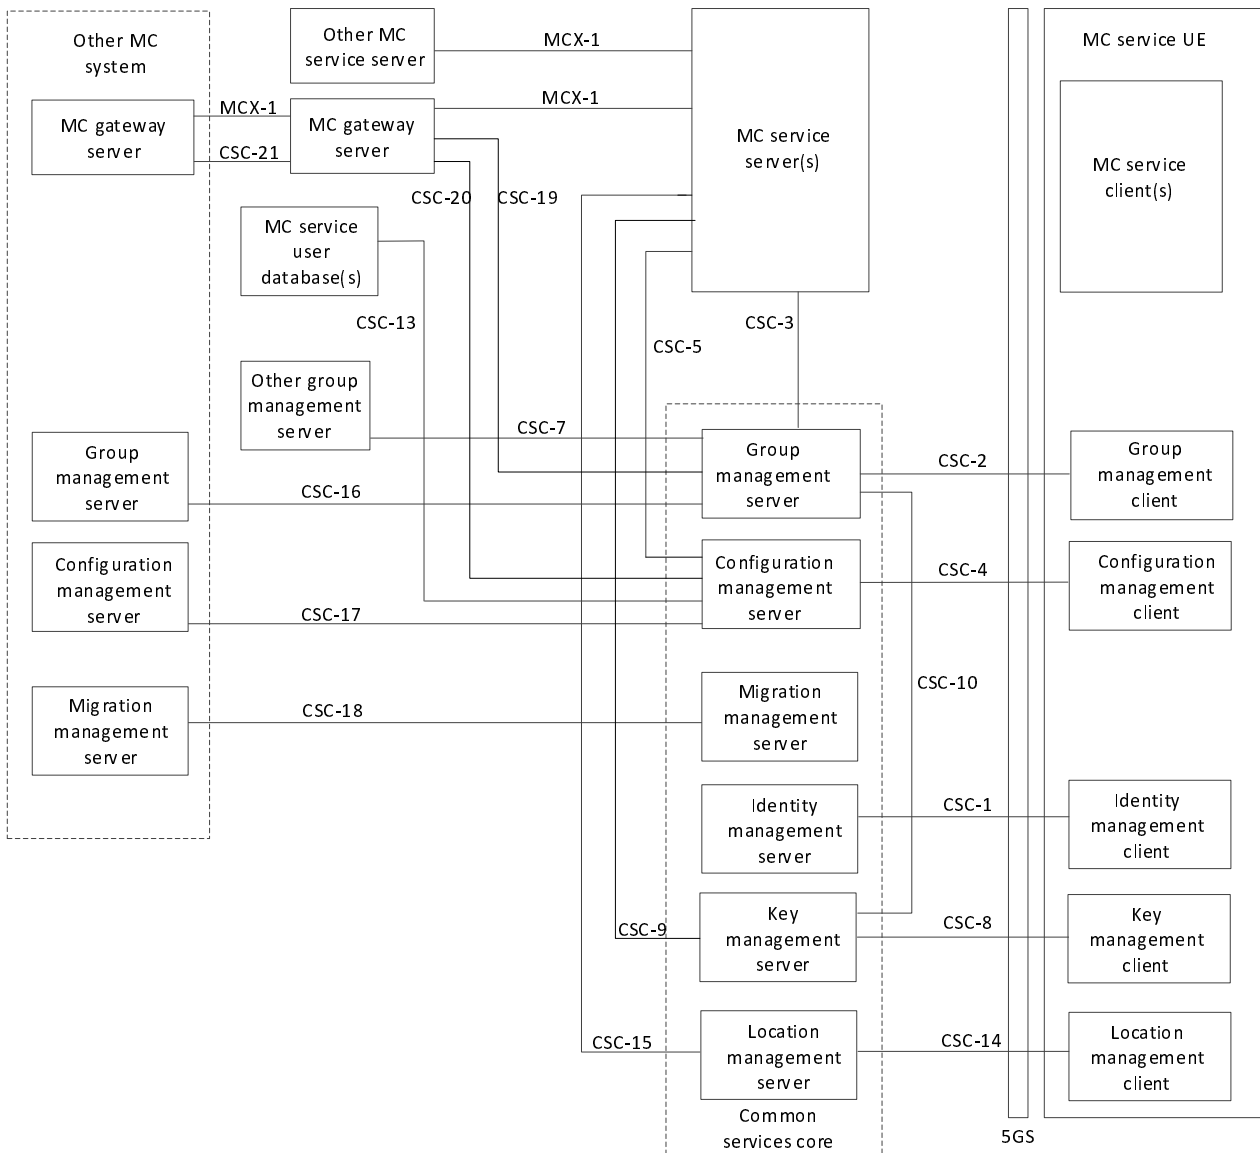 Other MC
system
MC gateway
server
MCX-1
CSC-21
Other MC
service server
MCX-1
MC gateway
server
MCX-1
CSC-20
CSC-19
MC service
server(s)
MC service UE
MC service
client(s)
MC service
user
database(s)
CSC-13
CSC-5
CSC-3
Other group
management
server
CSC-7
Group
management
server
CSC-16
Group
management
server
CSC-2
Group
management
client
Configuration
management
server
CSC-17
Configuration
management
server
CSC-4
Configuration
management
client
Migration
management
server
CSC-18
Migration
management
server
CSC-10
Identity
management
server
CSC-1
Identity
management
client
CSC-9
Key
management
server
CSC-8
Key
management
client
CSC-15
Location
management
server
CSC-14
Location
management
client
Common
services core
5GS